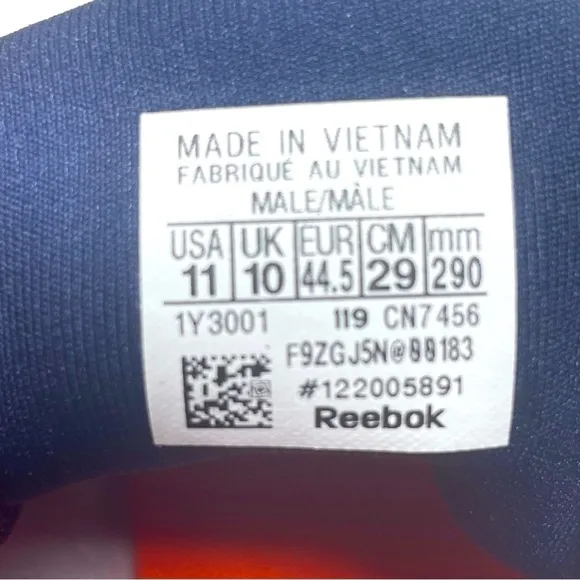 MADE IN VIETNAM
FABRIQUÉ AU VIETNAM
MALE/MÀLE
USA UK EUR CM mm
11 10 44.5 29 290
1Y3001 119 CN7456
F9ZGJ5N@00183
#122005891
Reebok